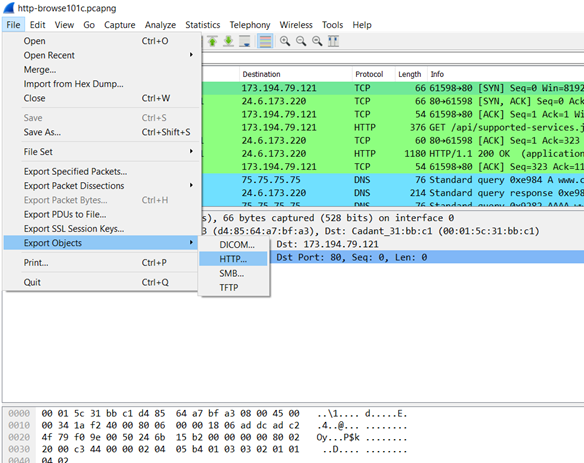 http-browse101c.pcapng
File Edit View Go Capture Analyze Statistics Telephony Wireless Tools Help
Open Ctrl+O
Open Recent
Merge...
Import from Hex Dump...
Close Ctrl+W
Save Ctrl+S
Save As... Ctrl+Shift+S
File Set
Export Specified Packets...
Export Packet Dissections
Export Packet Bytes... Ctrl+H
Export PDUs to File...
Export SSL Session Keys...
Export Objects
Print... Ctrl+P
Quit Ctrl+Q
DICOM...
HTTP...
SMB...
TFTP
Destination Protocol Length Info
173.194.79.121 TCP 66 61598→80 [SYN] Seq=0 Win=8192
24.6.173.220 TCP 66 80→61598 [SYN, ACK] Seq=0 A
173.194.79.121 TCP 54 61598→80 [ACK] Seq=1 Ack=1 W
173.194.79.121 HTTP 376 GET /api/supported-services.j
24.6.173.220 TCP 60 80→61598 [ACK] Seq=1 Ack=323
24.6.173.220 HTTP 1180 HTTP/1.1 200 OK (application
173.194.79.121 TCP 54 61598→80 [ACK] Seq=323 Ack=11
75.75.75.75 DNS 76 Standard query 0xe984 A www.c
24.6.173.220 DNS 214 Standard query response 0xe98
75.75.75.75 DNS 76 Standard query 0x9282 AAAA w
s), 66 bytes captured (528 bits) on interface 0
3 (d4:85:64:a7:bf:a3), Dst: Cadant_31:bb:c1 (00:01:5c:31:bb:c1)
Dst: 173.194.79.121
Dst Port: 80, Seq: 0, Len: 0
0000 00 01 5c 31 bb c1 d4 85 64 a7 bf a3 08 00 45 00 ..\1.... d.....E.
0010 00 34 1a f2 40 00 80 06 00 00 18 06 ad dc ad c2 .4..@... ........
0020 4f 79 f0 9e 00 50 24 6b 15 b2 00 00 00 00 80 02 Oy...P$k ........
0030 20 00 c3 44 00 00 02 04 05 b4 01 03 03 02 01 01 ..D.... ........
0040 04 02